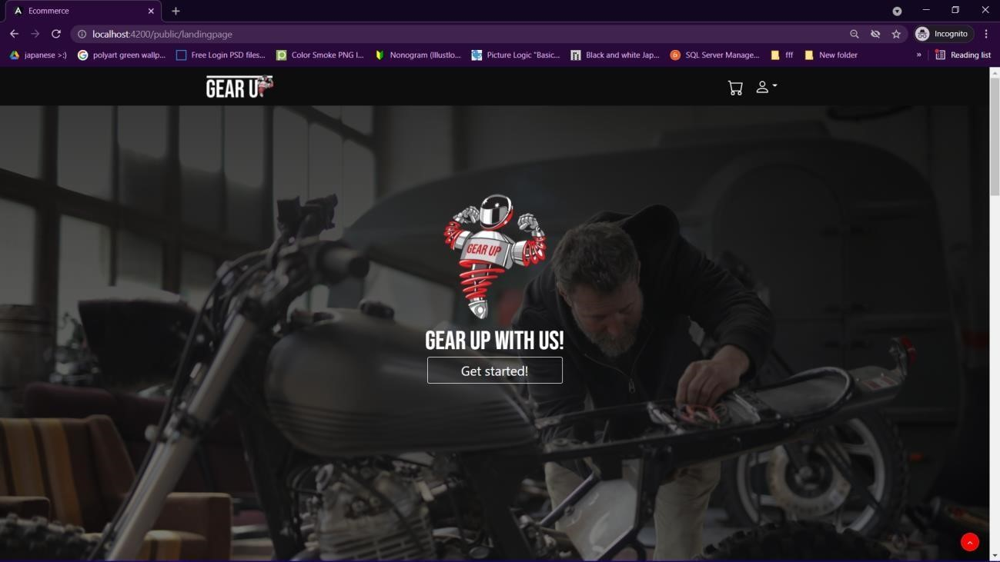 Ecommerce
localhost:4200/public/landingpage
Incognito
japanese >:)
polyart green wallp...
Free Login PSD files...
Color Smoke PNG I...
Nonogram (Illustlo...
Picture Logic "Basic...
Black and white Jap...
SQL Server Manage...
fff
New folder
»
Reading list
GEAR U
GEAR UP
GEAR UP WITH US!
Get started!